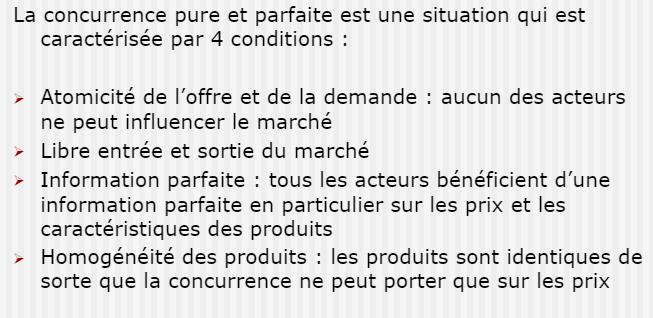 La concurrence pure et parfaite est une situation qui est
caractérisée par 4 conditions :
Atomicité de l'offre et de la demande : aucun des acteurs
ne peut influencer le marché
Libre entrée et sortie du marché
Information parfaite : tous les acteurs bénéficient d'une
information parfaite en particulier sur les prix et les
caractéristiques des produits
Homogénéité des produits : les produits sont identiques de
sorte que la concurrence ne peut porter que sur les prix